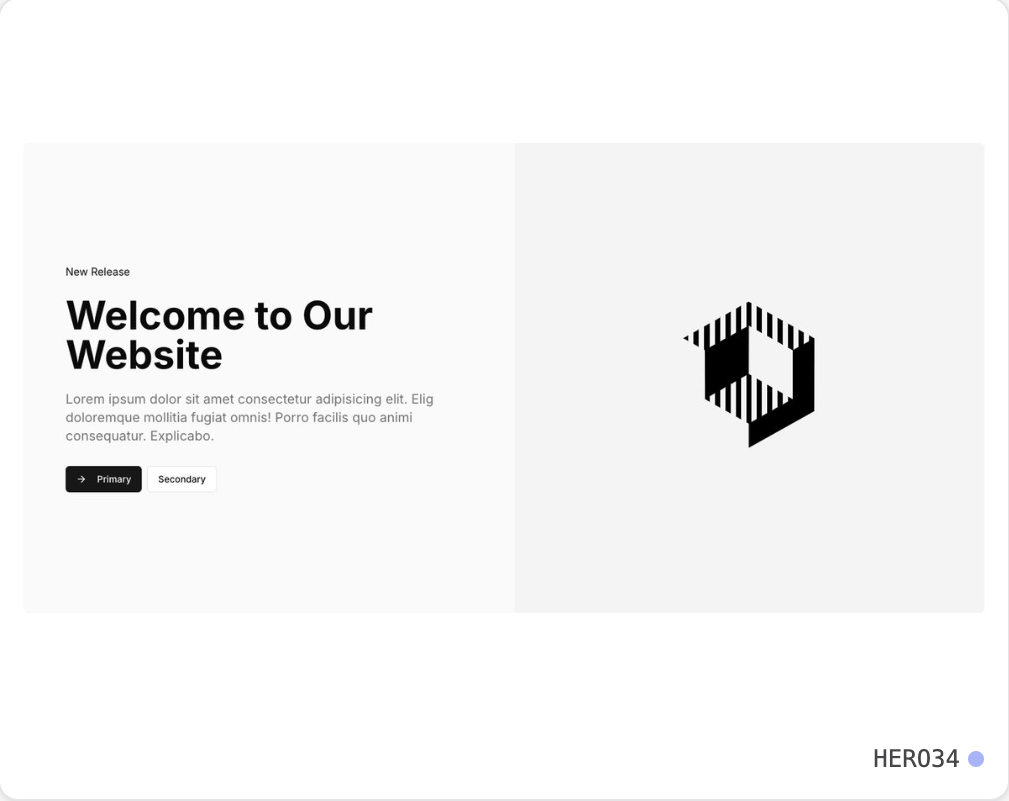 New Release
Welcome to Our
Website
Lorem ipsum dolor sit amet consectetur adipisicing elit. Elig
doloremque mollitia fugiat omnis! Porro facilis quo animi
consequatur. Explicabo.
Primary
Secondary
HERO34